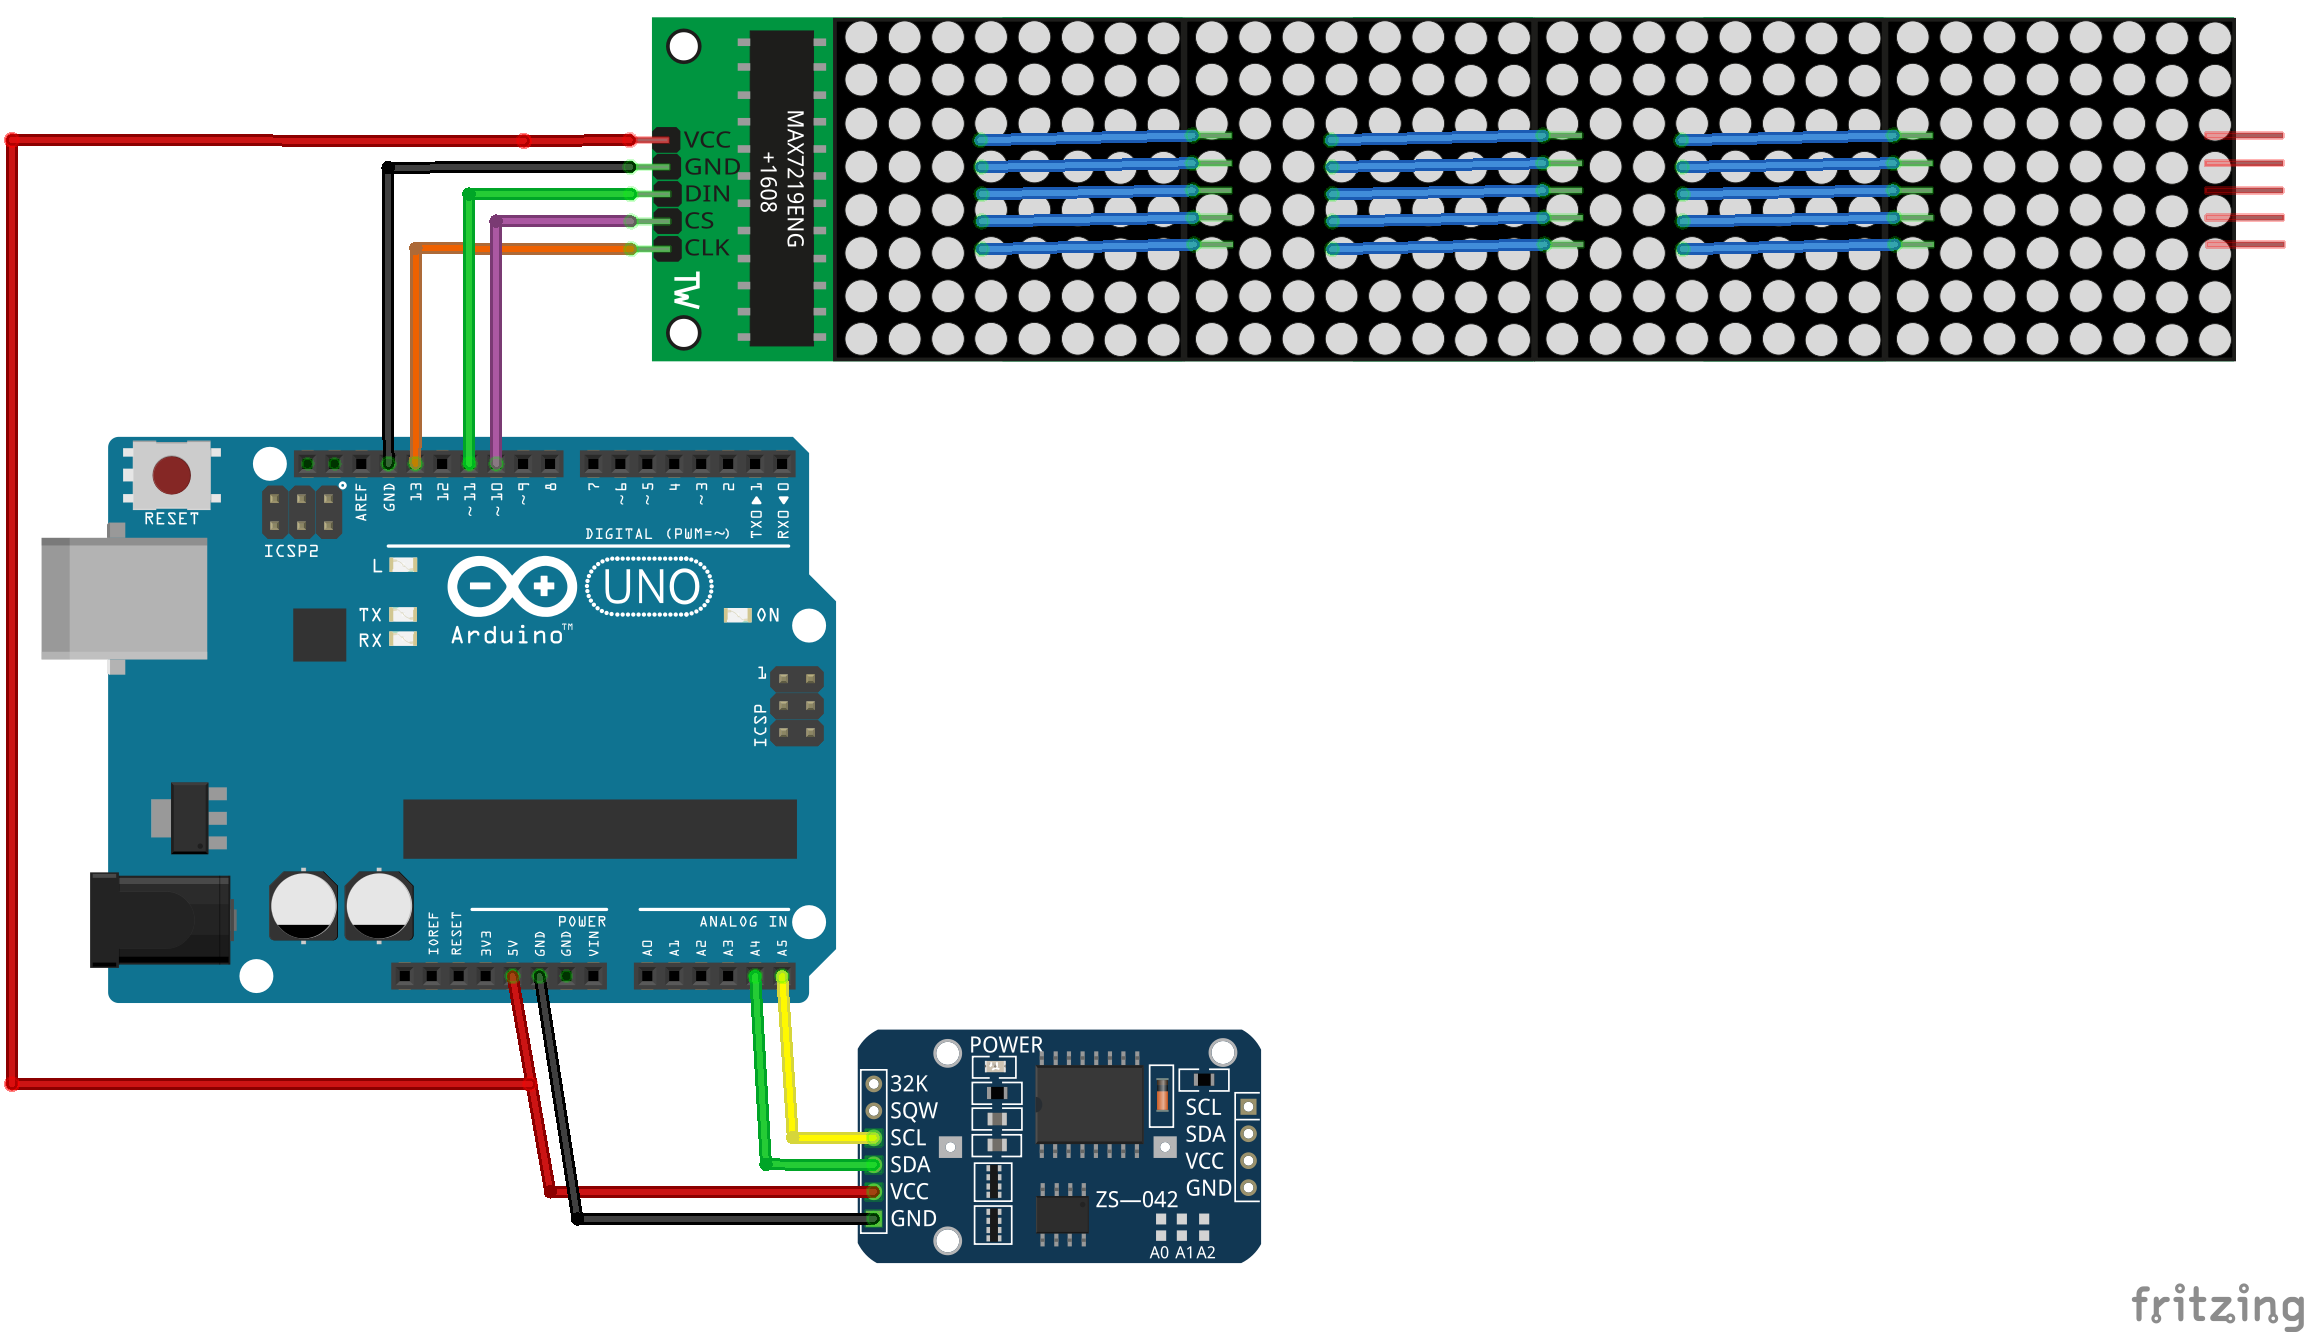 VCC
GND
DIN
CS
CLK
TW
MAX7219ENG
+1608
RESET
ICSP2
AREF
GND
13
12
~11
~10
~9
8
7
~6
~5
4
~3
2
TX0▶1
RX0◀0
DIGITAL (PWM=~)
L
TX
RX
Arduino™
UNO
ON
1
ICSP
IOREF
RESET
3V3
5V
GND
GND
VIN
POWER
ANALOG IN
A0
A1
A2
A3
A4
A5
POWER
32K
SQW
SCL
SDA
VCC
GND
SCL
SDA
VCC
GND
ZS—042
A0 A1 A2
fritzing